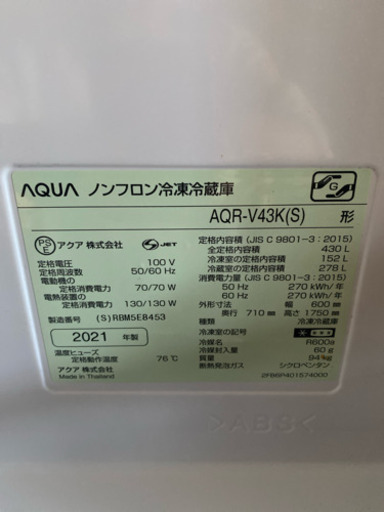 AQUA ノンフロン冷凍冷蔵庫
G
AQR-V43K(S) 形
PS E アクア 株式会社 S JET
定格電圧 100 V
定格周波数 50/60 Hz
電動機の
定格消費電力 70/70 W
電熱装置の
定格消費電力 130/130 W
製造番号 (S)RBM5E8453
2021 年製
温度ヒューズ
定格動作温度 76℃
アクア 株式会社
Made in Thailand
定格内容積 (JIS C 9801-3 : 2015)
全定格内容積 430 L
冷凍室の定格内容積 152 L
冷蔵室の定格内容積 278 L
消費電力量 (JIS C 9801-3 : 2015)
50 Hz 270 kWh/年
60 Hz 270 kWh/年
外形寸法 幅 600 mm
奥行 710 mm 高さ 1750 mm
種類 冷凍冷蔵庫
冷凍室の記号
冷媒名 R600a
冷媒封入量 60 g
質量 94 kg
断熱発泡ガス シクロペンタン
2FB6P401574000
>ABS<